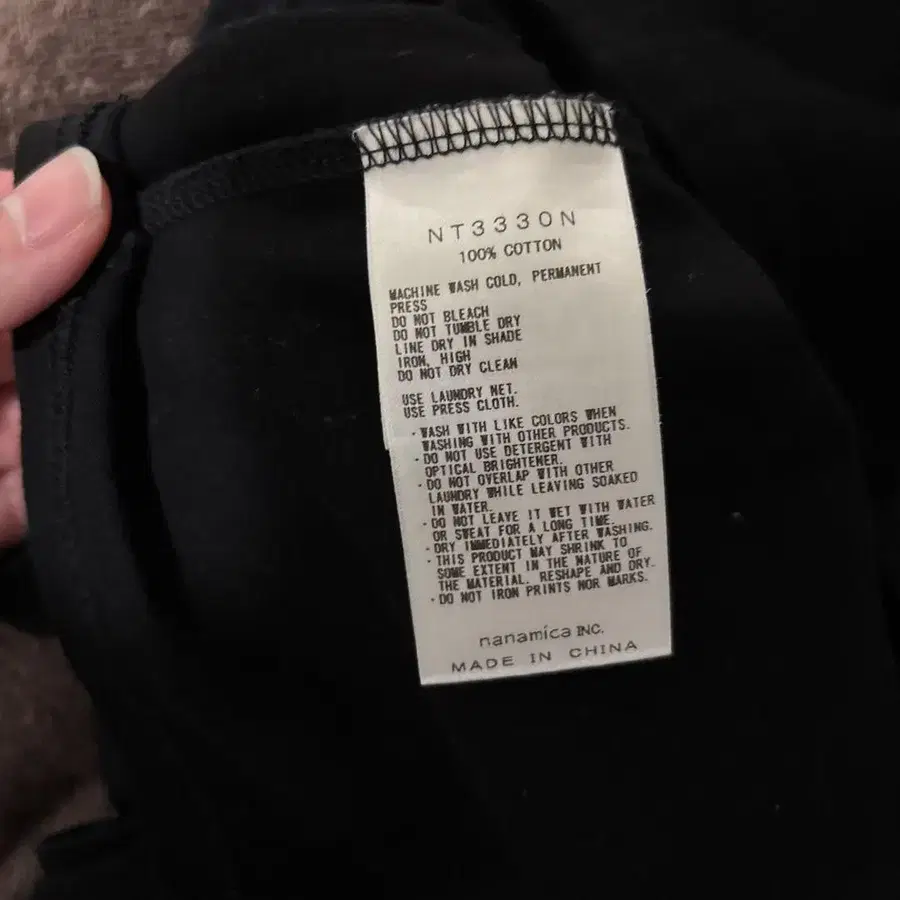 NT3330N
100% COTTON
MACHINE WASH COLD, PERMANENT
PRESS
DO NOT BLEACH
DO NOT TUMBLE DRY
LINE DRY IN SHADE
IRON, HIGH
DO NOT DRY CLEAN
USE LAUNDRY NET.
USE PRESS CLOTH.
・WASH WITH LIKE COLORS WHEN
WASHING WITH OTHER PRODUCTS.
・DO NOT USE DETERGENT WITH
OPTICAL BRIGHTENER.
・DO NOT OVERLAP WITH OTHER
LAUNDRY WHILE LEAVING SOAKED
IN WATER.
・DO NOT LEAVE IT WET WITH WATER
OR SWEAT FOR A LONG TIME.
・DRY IMMEDIATELY AFTER WASHING.
・THIS PRODUCT MAY SHRINK TO
SOME EXTENT IN THE NATURE OF
THE MATERIAL. RESHAPE AND DRY.
・DO NOT IRON PRINTS NOR MARKS.
nanamica INC.
MADE IN CHINA